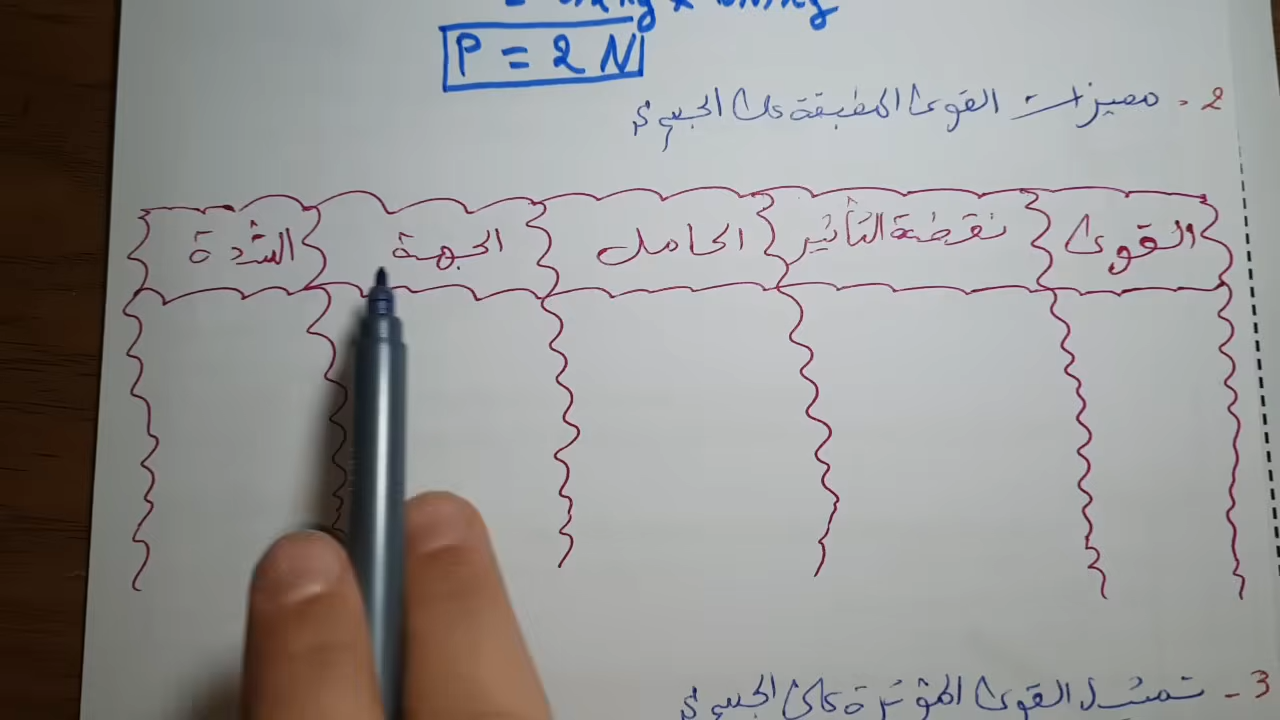 P = 2 N
2 - مميزات القوى المطبقة على الجسم (S)
القوى نقطة التأثير الحامل الجهة الشدة
3 - تمثيل القوى المؤثرة على الجسم (S)